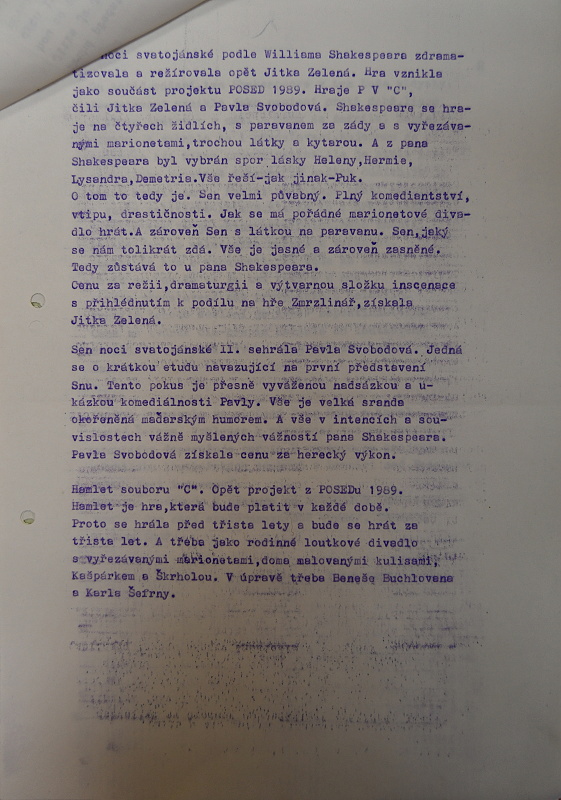 noci svatojánské podle Williama Shakespeara zdrama-
tizovala a režírovala opět Jitka Zelená. Hra vznikla
jako součást projektu POSED 1989. Hraje P V "C",
čili Jitka Zelená a Pavla Svobodová. Shakespeare se hra-
je na čtyřech židlích, s paravanem za zády a s vyřezáva-
nými marionetami,trochou látky a kytarou. A z pana
Shakespeara byl vybrán spor lásky Heleny,Hermie,
Lysandra,Demetria.Vše řeší-jak jinak-Puk.
O tom to tedy je. Sen velmi půvabný. Plný komediantství,
vtipu, drastičnosti. Jak se má pořádné marionetové diva-
dlo hrát.A zároveň Sen s látkou na paravanu. Sen,jaký
se nám tolikrát zdá. Vše je jasné a zároveň zasněné.
Tedy zůstává to u pana Shakespeara.
Cenu za režii,dramaturgii a výtvarnou složku inscenace
s přihlédnutím k podílu na hře Zmrzlinář,získala
Jitka Zelená.
Sen noci svatojánské II. sehrála Pavla Svobodová. Jedná
se o krátkou etudu navazující na první představení
Snu. Tento pokus je přesně vyváženou nadsázkou a u-
kázkou komediálnosti Pavly. Vše je velká sranda
okořeněná maďarským humorem. A vše v intencích a sou-
vislostech vážně myšlených vážností pana Shakespeara.
Pavla Svobodová získala cenu za herecký výkon.
Hamlet souboru "C". Opět projekt z POSEDu 1989.
Hamlet je hra,která bude platit v každé době.
Proto se hrála před třista lety a bude se hrát za
třista let. A třeba jako rodinné loutkové divadlo
s vyřezávanými marionetami,doma malovanými kulisami,
Kašpárkem a Škrholou. V úpravě třeba Beneše Buchlovana
a Karla Šefrny.